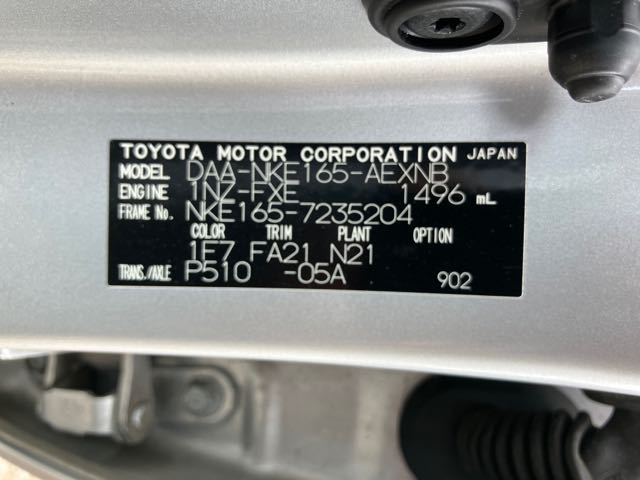 TOYOTA MOTOR CORPORATION JAPAN
MODEL DAA-NKE165-AEXNB
ENGINE 1NZ-FXE 1496 mL
FRAME No. NKE165-7235204
COLOR TRIM PLANT OPTION
1F7 FA21 N21
TRANS./AXLE P510 -05A 902